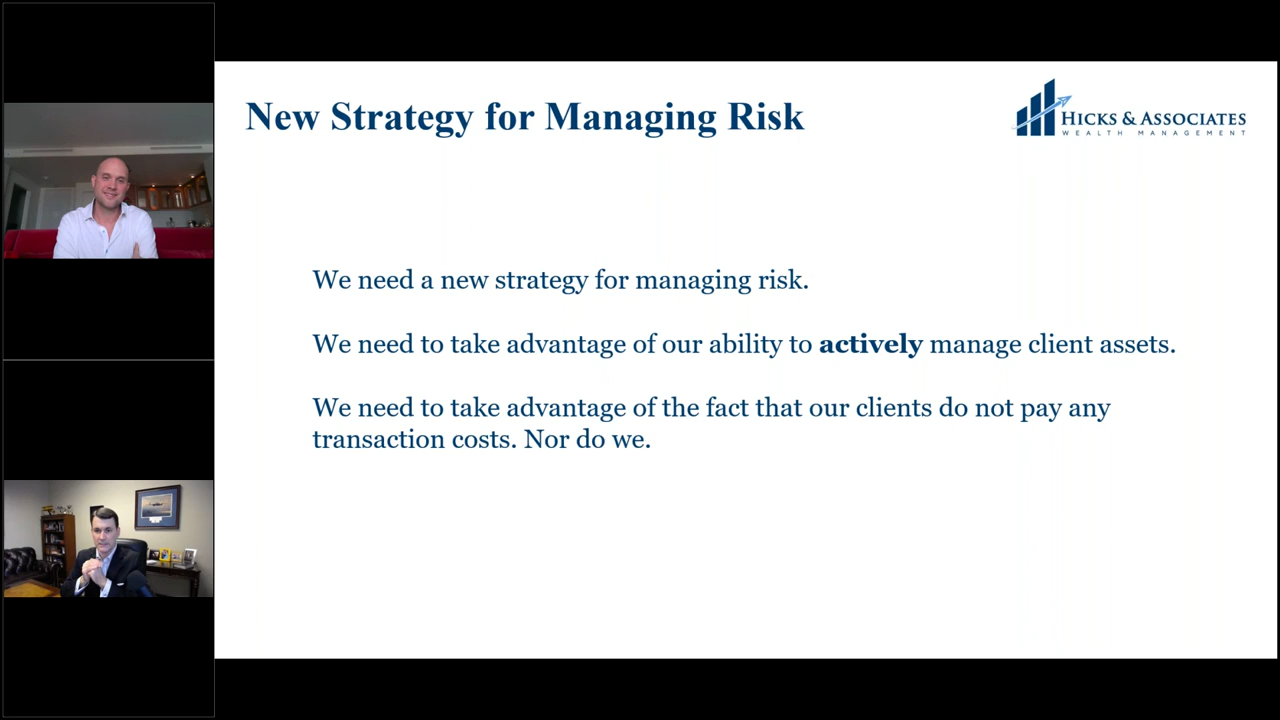 New Strategy for Managing Risk
HICKS & ASSOCIATES
WEALTH MANAGEMENT
We need a new strategy for managing risk.
We need to take advantage of our ability to actively manage client assets.
We need to take advantage of the fact that our clients do not pay any
transaction costs. Nor do we.